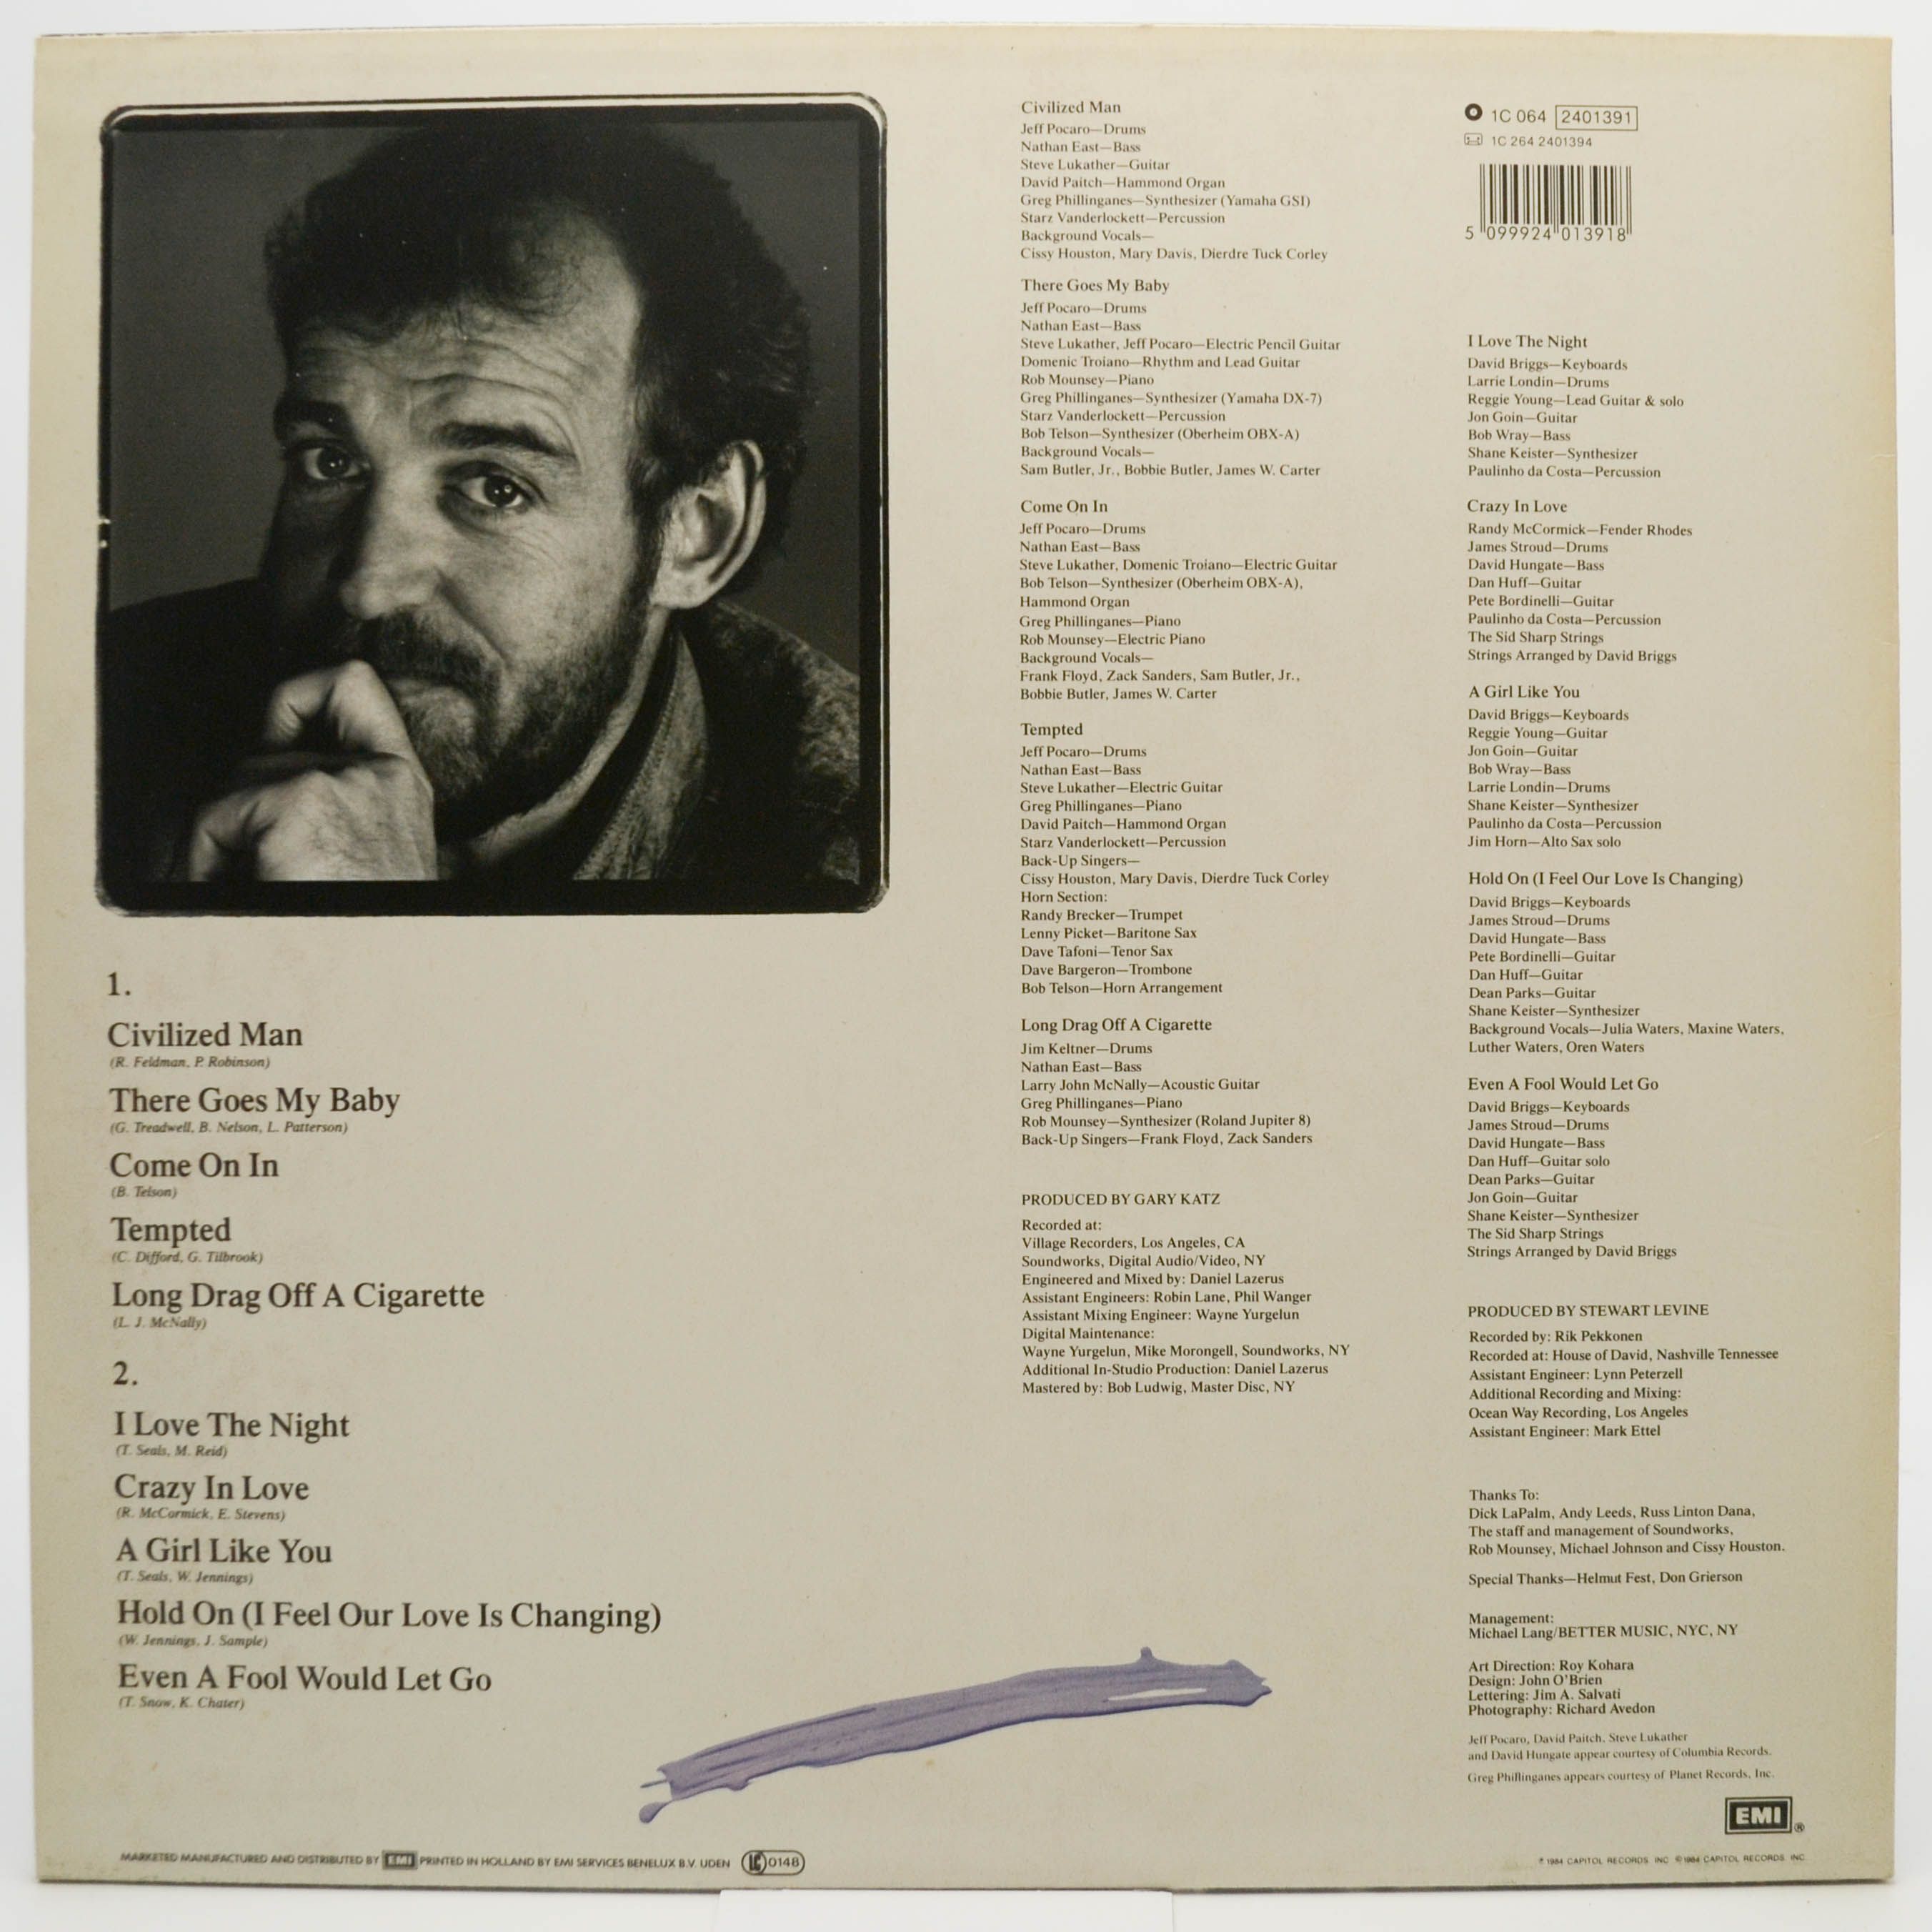 1.
Civilized Man
(R. Feldman, P. Robinson)
There Goes My Baby
(G. Treadwell, B. Nelson, L. Patterson)
Come On In
(B. Telson)
Tempted
(C. Difford, G. Tilbrook)
Long Drag Off A Cigarette
(L. J. McNally)
2.
I Love The Night
(T. Seals, M. Reid)
Crazy In Love
(R. McCormick, E. Stevens)
A Girl Like You
(T. Seals, W. Jennings)
Hold On (I Feel Our Love Is Changing)
(W. Jennings, J. Sample)
Even A Fool Would Let Go
(T. Snow, K. Chater)
Civilized Man
Jeff Pocaro—Drums
Nathan East—Bass
Steve Lukather—Guitar
David Paitch—Hammond Organ
Greg Phillinganes—Synthesizer (Yamaha GSI)
Starz Vanderlockett—Percussion
Background Vocals—
Cissy Houston, Mary Davis, Dierdre Tuck Corley
There Goes My Baby
Jeff Pocaro—Drums
Nathan East—Bass
Steve Lukather, Jeff Pocaro—Electric Pencil Guitar
Domenic Troiano—Rhythm and Lead Guitar
Rob Mounsey—Piano
Greg Phillinganes—Synthesizer (Yamaha DX-7)
Starz Vanderlockett—Percussion
Bob Telson—Synthesizer (Oberheim OBX-A)
Background Vocals—
Sam Butler, Jr., Bobbie Butler, James W. Carter
Come On In
Jeff Pocaro—Drums
Nathan East—Bass
Steve Lukather, Domenic Troiano—Electric Guitar
Bob Telson—Synthesizer (Oberheim OBX-A),
Hammond Organ
Greg Phillinganes—Piano
Rob Mounsey—Electric Piano
Background Vocals—
Frank Floyd, Zack Sanders, Sam Butler, Jr.,
Bobbie Butler, James W. Carter
Tempted
Jeff Pocaro—Drums
Nathan East—Bass
Steve Lukather—Electric Guitar
Greg Phillinganes—Piano
David Paitch—Hammond Organ
Starz Vanderlockett—Percussion
Back-Up Singers—
Cissy Houston, Mary Davis, Dierdre Tuck Corley
Horn Section:
Randy Brecker—Trumpet
Lenny Picket—Baritone Sax
Dave Tafoni—Tenor Sax
Dave Bargeron—Trombone
Bob Telson—Horn Arrangement
Long Drag Off A Cigarette
Jim Keltner—Drums
Nathan East—Bass
Larry John McNally—Acoustic Guitar
Greg Phillinganes—Piano
Rob Mounsey—Synthesizer (Roland Jupiter 8)
Back-Up Singers—Frank Floyd, Zack Sanders
PRODUCED BY GARY KATZ
Recorded at:
Village Recorders, Los Angeles, CA
Soundworks, Digital Audio/Video, NY
Engineered and Mixed by: Daniel Lazerus
Assistant Engineers: Robin Lane, Phil Wanger
Assistant Mixing Engineer: Wayne Yurgelun
Digital Maintenance:
Wayne Yurgelun, Mike Morongell, Soundworks, NY
Additional In-Studio Production: Daniel Lazerus
Mastered by: Bob Ludwig, Master Disc, NY
1C 064 2401391
1C 264 2401394
5 099924 013918
I Love The Night
David Briggs—Keyboards
Larrie Londin—Drums
Reggie Young—Lead Guitar & solo
Jon Goin—Guitar
Bob Wray—Bass
Shane Keister—Synthesizer
Paulinho da Costa—Percussion
Crazy In Love
Randy McCormick—Fender Rhodes
James Stroud—Drums
David Hungate—Bass
Dan Huff—Guitar
Pete Bordinelli—Guitar
Paulinho da Costa—Percussion
The Sid Sharp Strings
Strings Arranged by David Briggs
A Girl Like You
David Briggs—Keyboards
Reggie Young—Guitar
Jon Goin—Guitar
Bob Wray—Bass
Larrie Londin—Drums
Shane Keister—Synthesizer
Paulinho da Costa—Percussion
Jim Horn—Alto Sax solo
Hold On (I Feel Our Love Is Changing)
David Briggs—Keyboards
James Stroud—Drums
David Hungate—Bass
Pete Bordinelli—Guitar
Dan Huff—Guitar
Dean Parks—Guitar
Shane Keister—Synthesizer
Background Vocals—Julia Waters, Maxine Waters,
Luther Waters, Oren Waters
Even A Fool Would Let Go
David Briggs—Keyboards
James Stroud—Drums
David Hungate—Bass
Dan Huff—Guitar solo
Dean Parks—Guitar
Jon Goin—Guitar
Shane Keister—Synthesizer
The Sid Sharp Strings
Strings Arranged by David Briggs
PRODUCED BY STEWART LEVINE
Recorded by: Rik Pekkonen
Recorded at: House of David, Nashville Tennessee
Assistant Engineer: Lynn Peterzell
Additional Recording and Mixing:
Ocean Way Recording, Los Angeles
Assistant Engineer: Mark Ettel
Thanks To:
Dick LaPalm, Andy Leeds, Russ Linton Dana,
The staff and management of Soundworks,
Rob Mounsey, Michael Johnson and Cissy Houston.
Special Thanks—Helmut Fest, Don Grierson
Management:
Michael Lang/BETTER MUSIC, NYC, NY
Art Direction: Roy Kohara
Design: John O'Brien
Lettering: Jim A. Salvati
Photography: Richard Avedon
Jeff Pocaro, David Paitch, Steve Lukather
and David Hungate appear courtesy of Columbia Records.
Greg Phillinganes appears courtesy of Planet Records, Inc.
EMI ®
MARKETED MANUFACTURED AND DISTRIBUTED BY EMI PRINTED IN HOLLAND BY EMI SERVICES BENELUX B.V. UDEN LC 0148
℗ 1984 CAPITOL RECORDS INC © 1984 CAPITOL RECORDS INC.